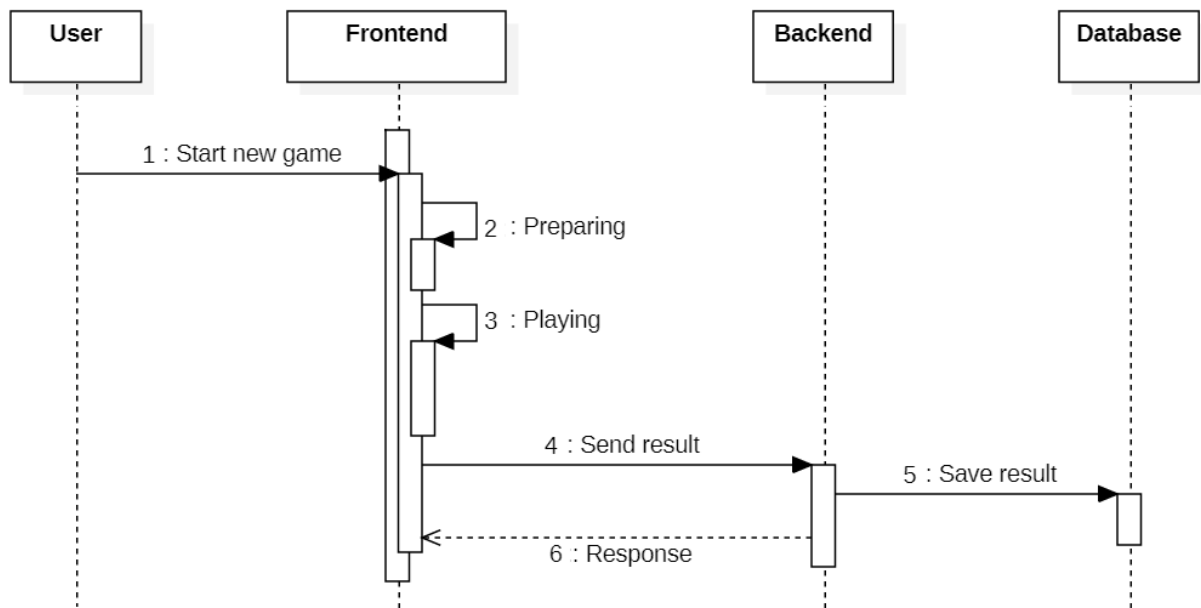 User
Frontend
Backend
Database
1 : Start new game
2 : Preparing
3 : Playing
4 : Send result
5 : Save result
6 : Response